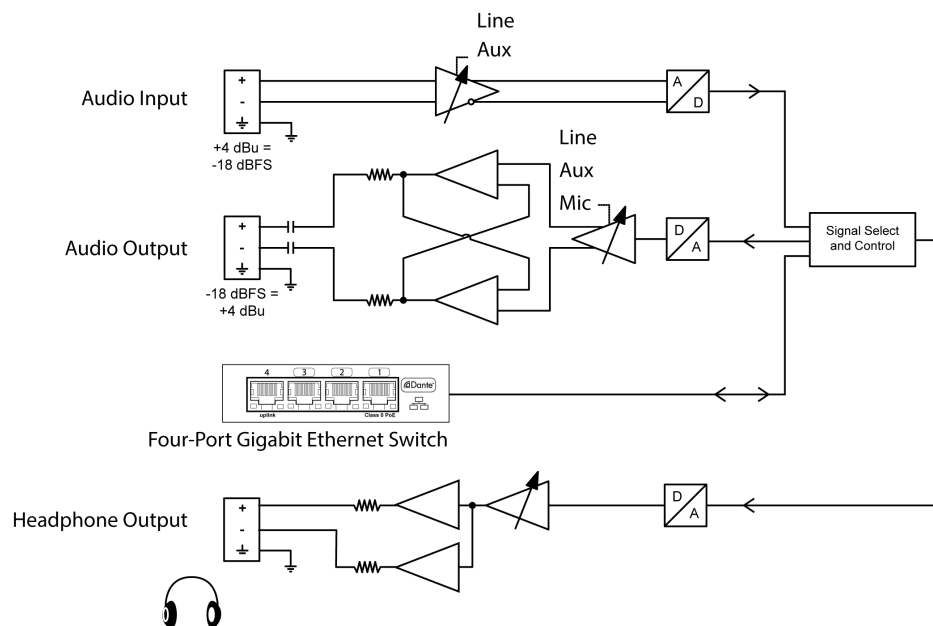 Line
Aux
Audio Input
+
-
+4 dBu =
-18 dBFS
A
D
Line
Aux
Mic
Audio Output
+
-
-18 dBFS =
+4 dBu
D
A
Signal Select
and Control
4 3 2 1
Dante®
uplink Class 0 PoE
Four-Port Gigabit Ethernet Switch
Headphone Output
+
-
D
A